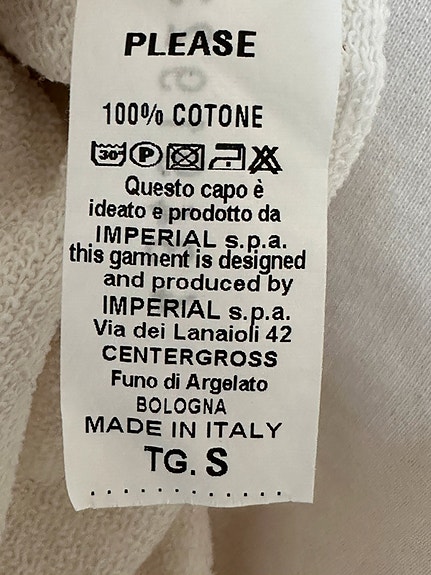 PLEASE
100% COTONE
30° P
Questo capo è
ideato e prodotto da
IMPERIAL s.p.a.
this garment is designed
and produced by
IMPERIAL s.p.a.
Via dei Lanaioli 42
CENTERGROSS
Funo di Argelato
BOLOGNA
MADE IN ITALY
TG. S